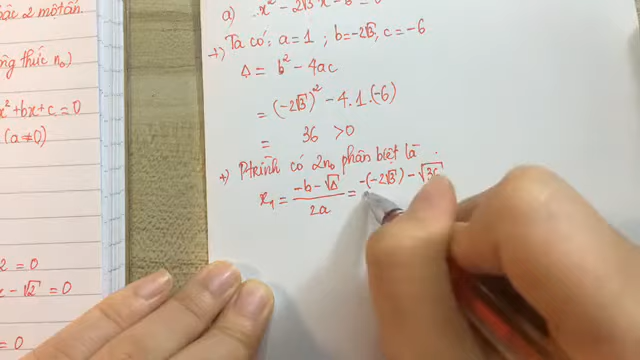 bậc 2 một ẩn.
ông thức n₀)
x² + bx + c = 0
(a ≠ 0)
2 = 0
x - √2 = 0
= 0
a) x² - 2√3 x - 6 = 0
+) Ta có: a = 1 ; b = -2√3, c = -6
Δ = b² - 4ac
= (-2√3)² - 4.1.(-6)
= 36 > 0
+) Ptrình có 2n₀ phân biệt là
x₁ = (-b - √Δ)/2a = -(-2√3) - √36